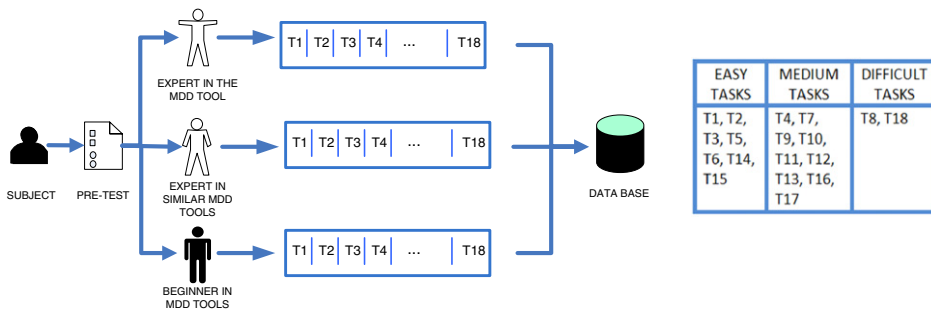 SUBJECT
PRE-TEST
EXPERT IN THE
MDD TOOL
T1 T2 T3 T4 ... T18
EXPERT IN
SIMILAR MDD
TOOLS
T1 T2 T3 T4 ... T18
BEGINNER IN
MDD TOOLS
T1 T2 T3 T4 ... T18
DATA BASE
EASY
TASKS
MEDIUM
TASKS
DIFFICULT
TASKS
T1, T2,
T3, T5,
T6, T14,
T15
T4, T7,
T9, T10,
T11, T12,
T13, T16,
T17
T8, T18